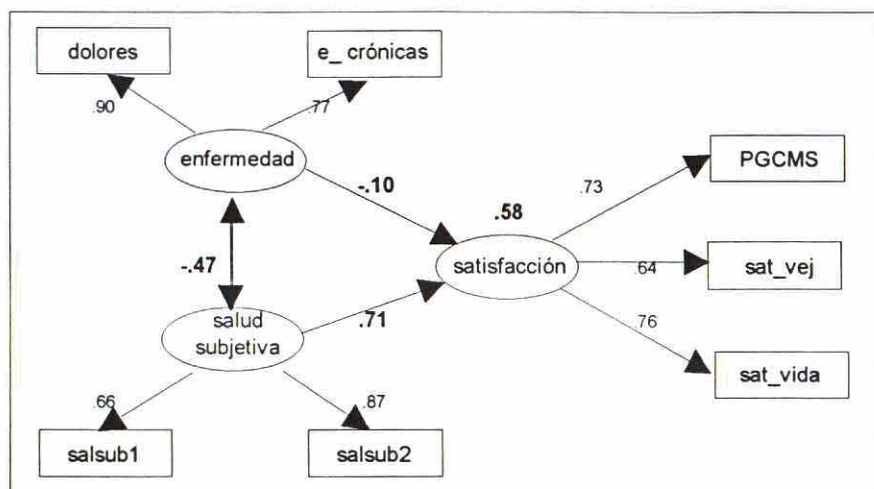 dolores
e_ crónicas
.90
.77
enfermedad
PGCMS
-.10
.73
.58
-.47
satisfacción
.64
sat_vej
salud
subjetiva
.71
.76
sat_vida
.66
.87
salsub1
salsub2